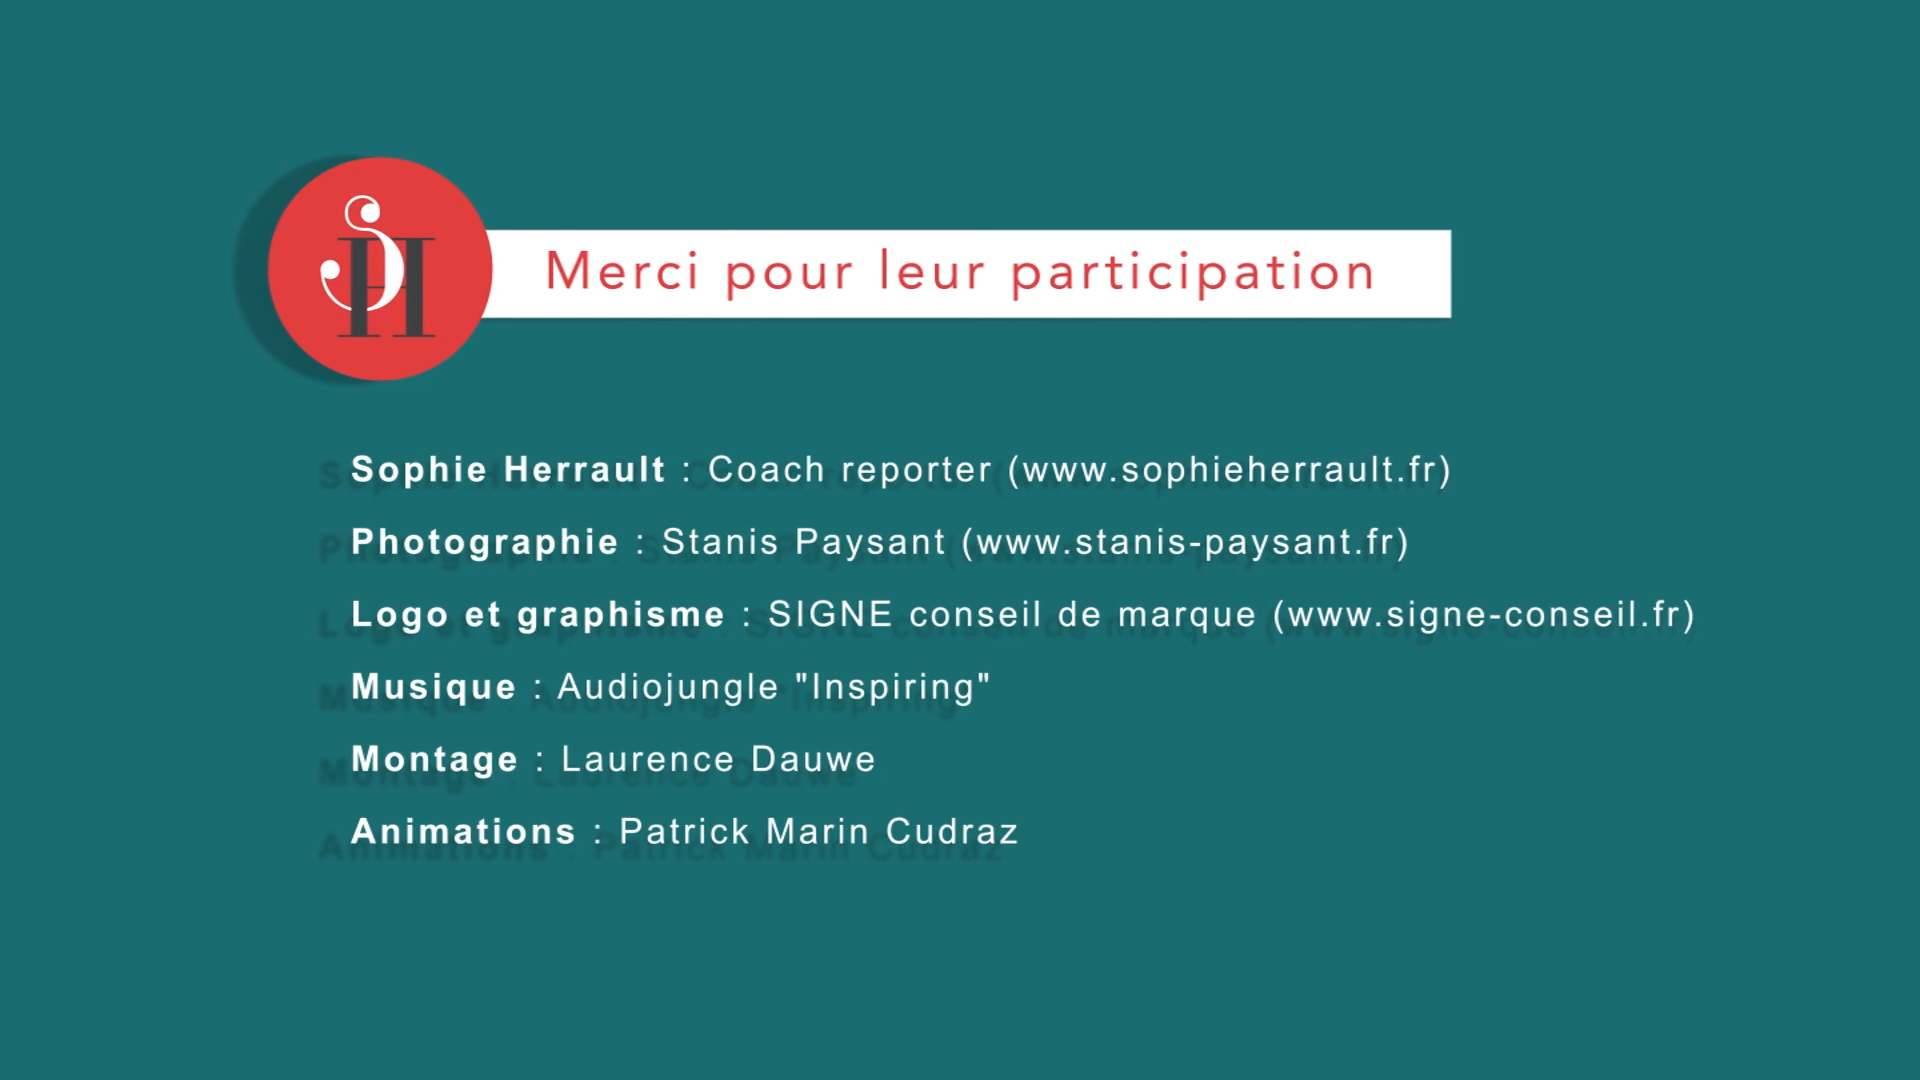 SH
Merci pour leur participation
Sophie Herrault : Coach reporter (www.sophieherrault.fr)
Photographie : Stanis Paysant (www.stanis-paysant.fr)
Logo et graphisme : SIGNE conseil de marque (www.signe-conseil.fr)
Musique : Audiojungle "Inspiring"
Montage : Laurence Dauwe
Animations : Patrick Marin Cudraz